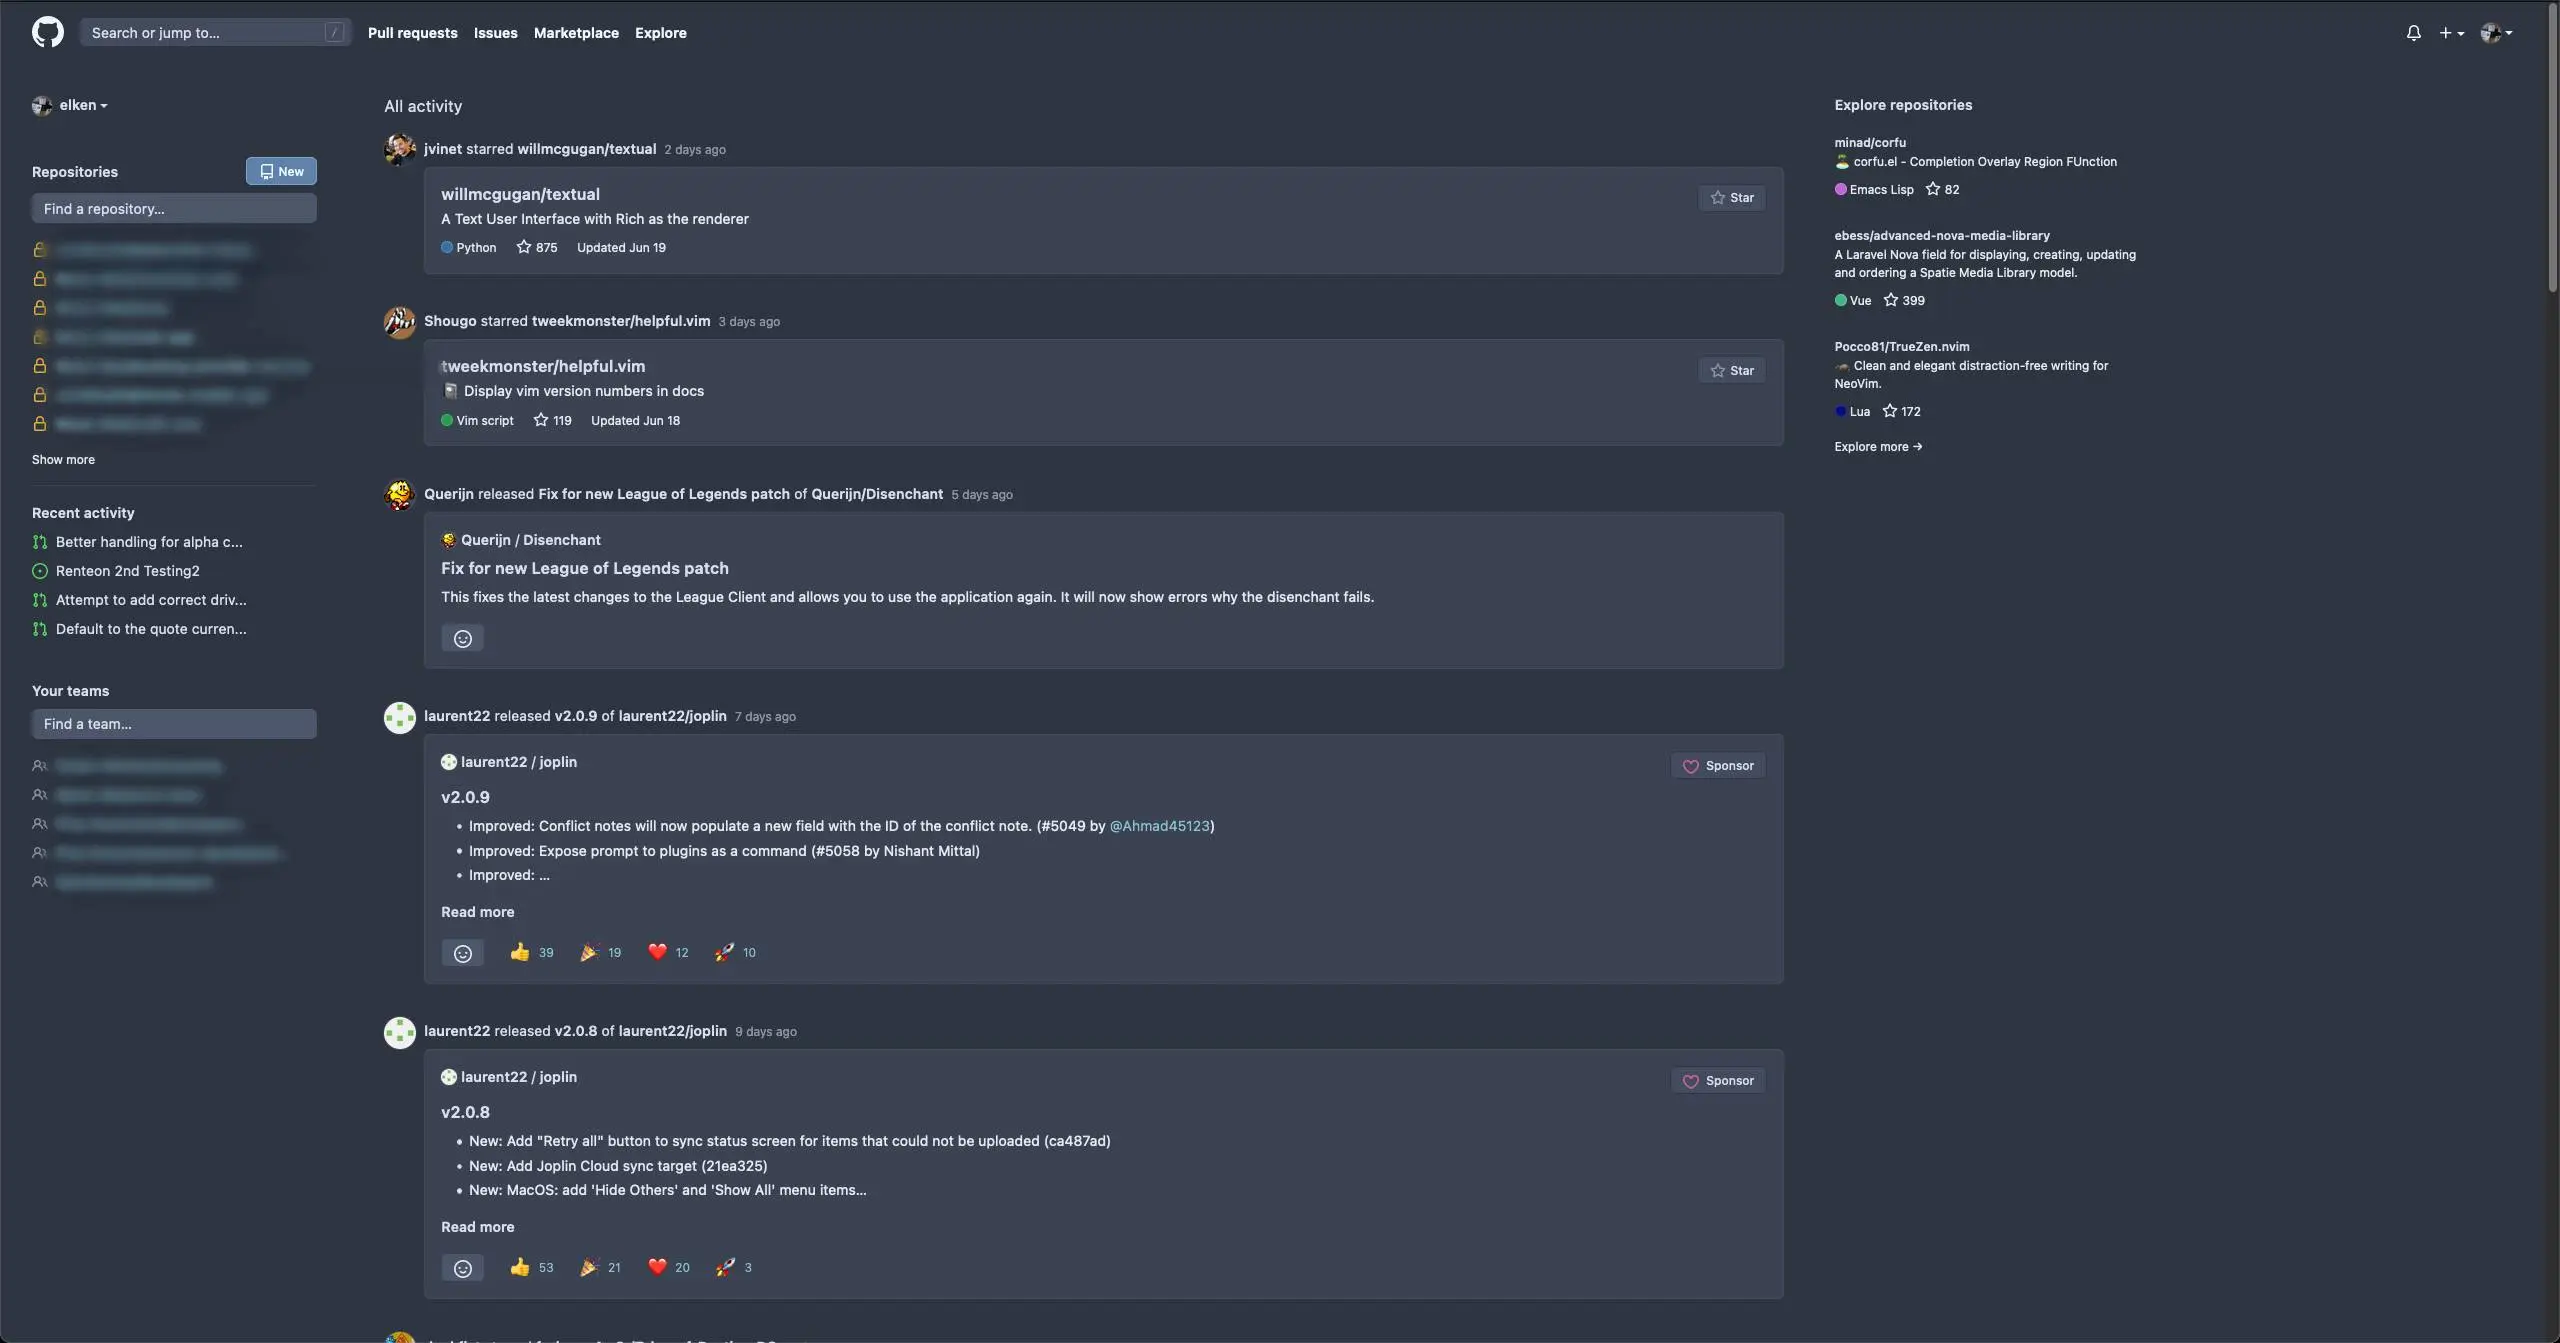 Search or jump to... /
Pull requests Issues Marketplace Explore
elken
Repositories
New
Find a repository...
Show more
Recent activity
Better handling for alpha c...
Renteon 2nd Testing2
Attempt to add correct driv...
Default to the quote curren...
Your teams
Find a team...
All activity
jvinet starred willmcgugan/textual 2 days ago
willmcgugan/textual
Star
A Text User Interface with Rich as the renderer
Python 875 Updated Jun 19
Shougo starred tweekmonster/helpful.vim 3 days ago
tweekmonster/helpful.vim
Star
Display vim version numbers in docs
Vim script 119 Updated Jun 18
Querijn released Fix for new League of Legends patch of Querijn/Disenchant 5 days ago
Querijn / Disenchant
Fix for new League of Legends patch
This fixes the latest changes to the League Client and allows you to use the application again. It will now show errors why the disenchant fails.
laurent22 released v2.0.9 of laurent22/joplin 7 days ago
laurent22 / joplin
Sponsor
v2.0.9
• Improved: Conflict notes will now populate a new field with the ID of the conflict note. (#5049 by @Ahmad45123)
• Improved: Expose prompt to plugins as a command (#5058 by Nishant Mittal)
• Improved: ...
Read more
39 19 12 10
laurent22 released v2.0.8 of laurent22/joplin 9 days ago
laurent22 / joplin
Sponsor
v2.0.8
• New: Add "Retry all" button to sync status screen for items that could not be uploaded (ca487ad)
• New: Add Joplin Cloud sync target (21ea325)
• New: MacOS: add 'Hide Others' and 'Show All' menu items...
Read more
53 21 20 3
Explore repositories
minad/corfu
corfu.el - Completion Overlay Region FUnction
Emacs Lisp 82
ebess/advanced-nova-media-library
A Laravel Nova field for displaying, creating, updating
and ordering a Spatie Media Library model.
Vue 399
Pocco81/TrueZen.nvim
Clean and elegant distraction-free writing for
NeoVim.
Lua 172
Explore more →